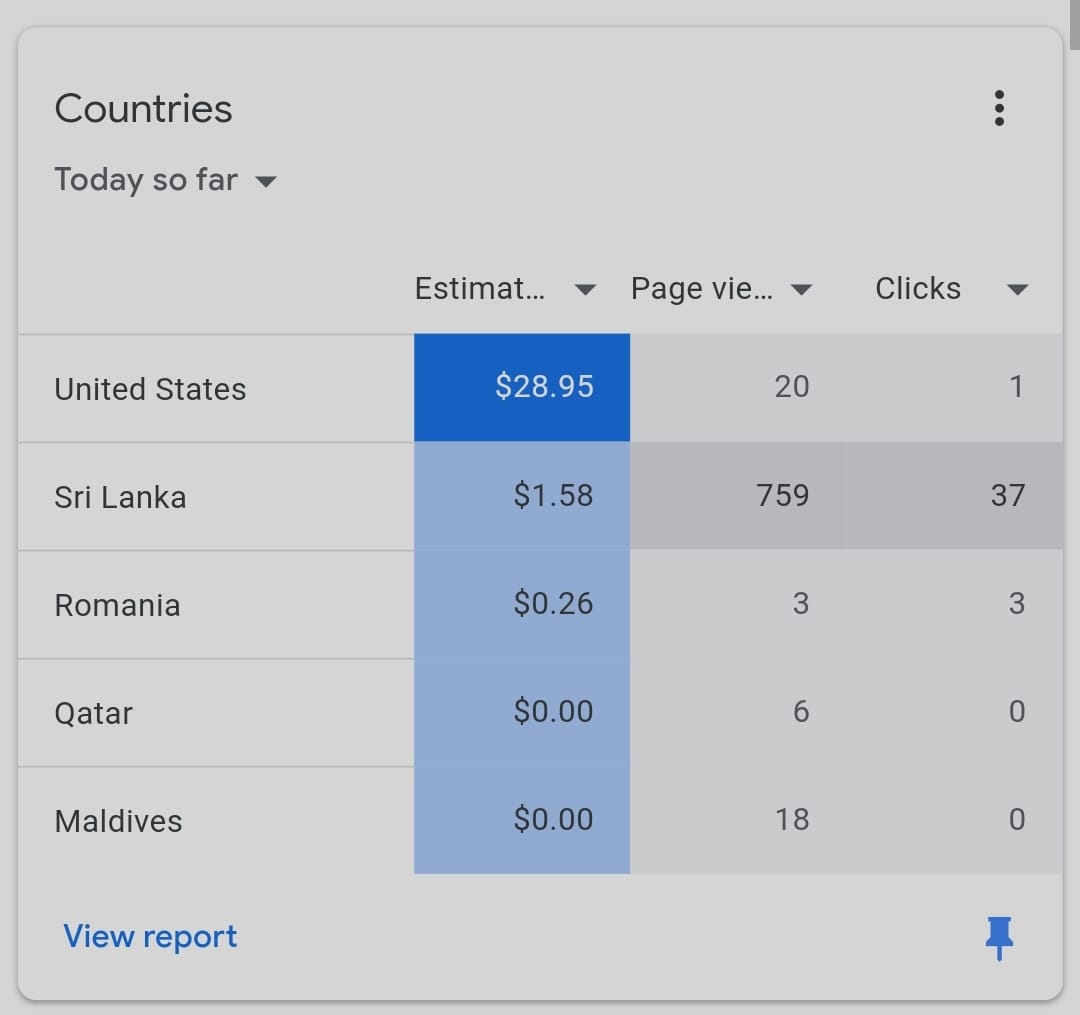 Countries
Today so far
Estimat... Page vie... Clicks
United States $28.95 20 1
Sri Lanka $1.58 759 37
Romania $0.26 3 3
Qatar $0.00 6 0
Maldives $0.00 18 0
View report